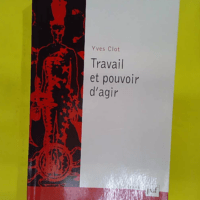 Yves Clot
Travail
et pouvoir
d'agir